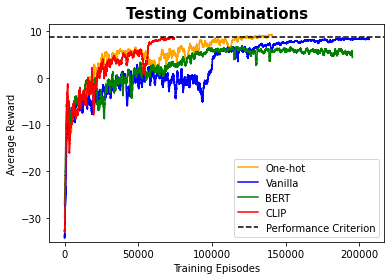 Testing Combinations
Average Reward
10
0
−10
−20
−30
0
50000
100000
150000
200000
Training Episodes
One-hot
Vanilla
BERT
CLIP
Performance Criterion